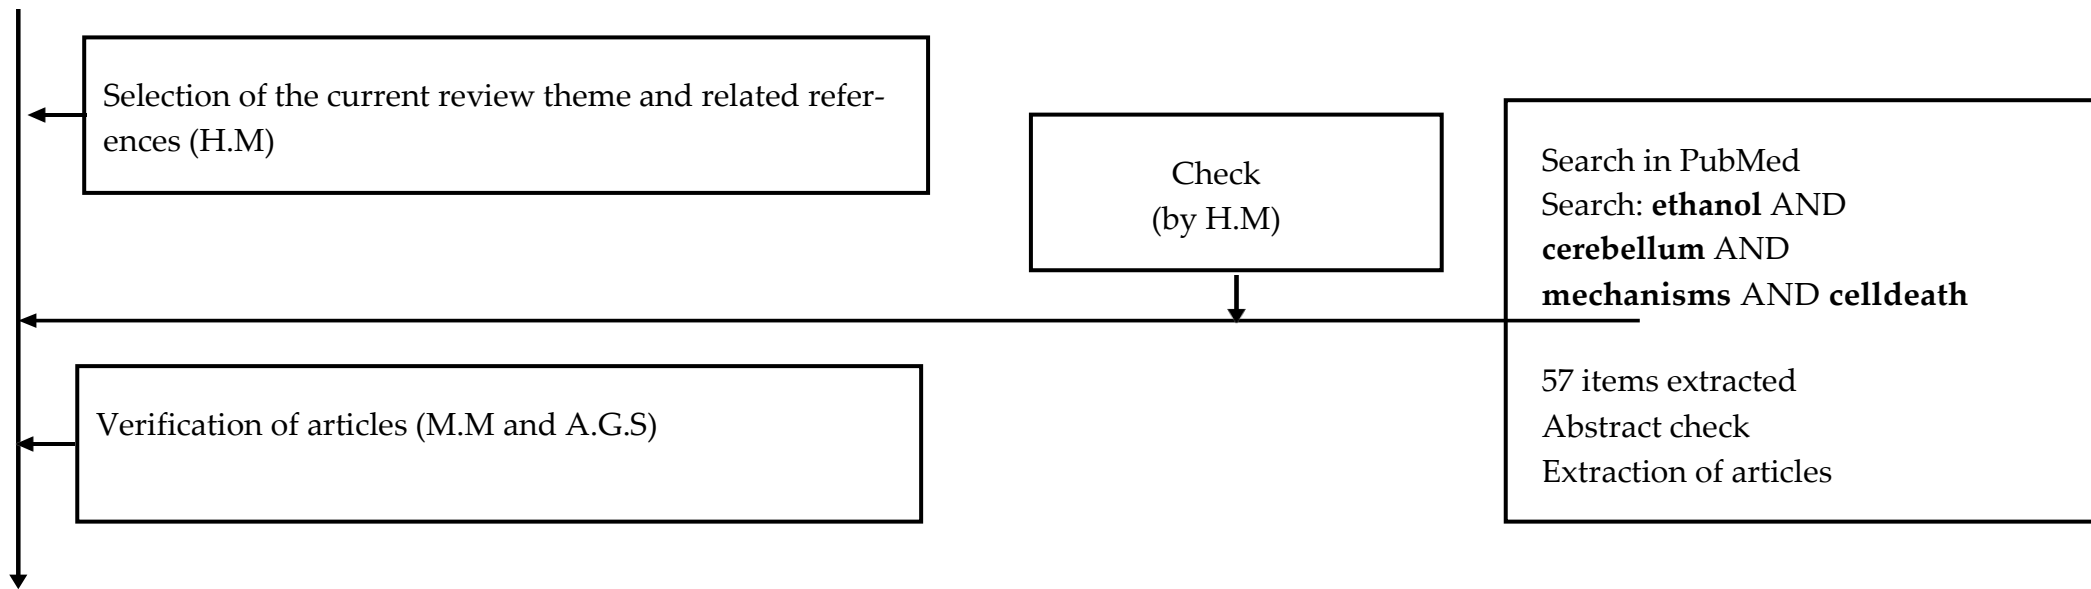 Selection of the current review theme and related refer-
ences (H.M)
Check
(by H.M)
Search in PubMed
Search: ethanol AND
cerebellum AND
mechanisms AND celldeath
57 items extracted
Abstract check
Extraction of articles
Verification of articles (M.M and A.G.S)